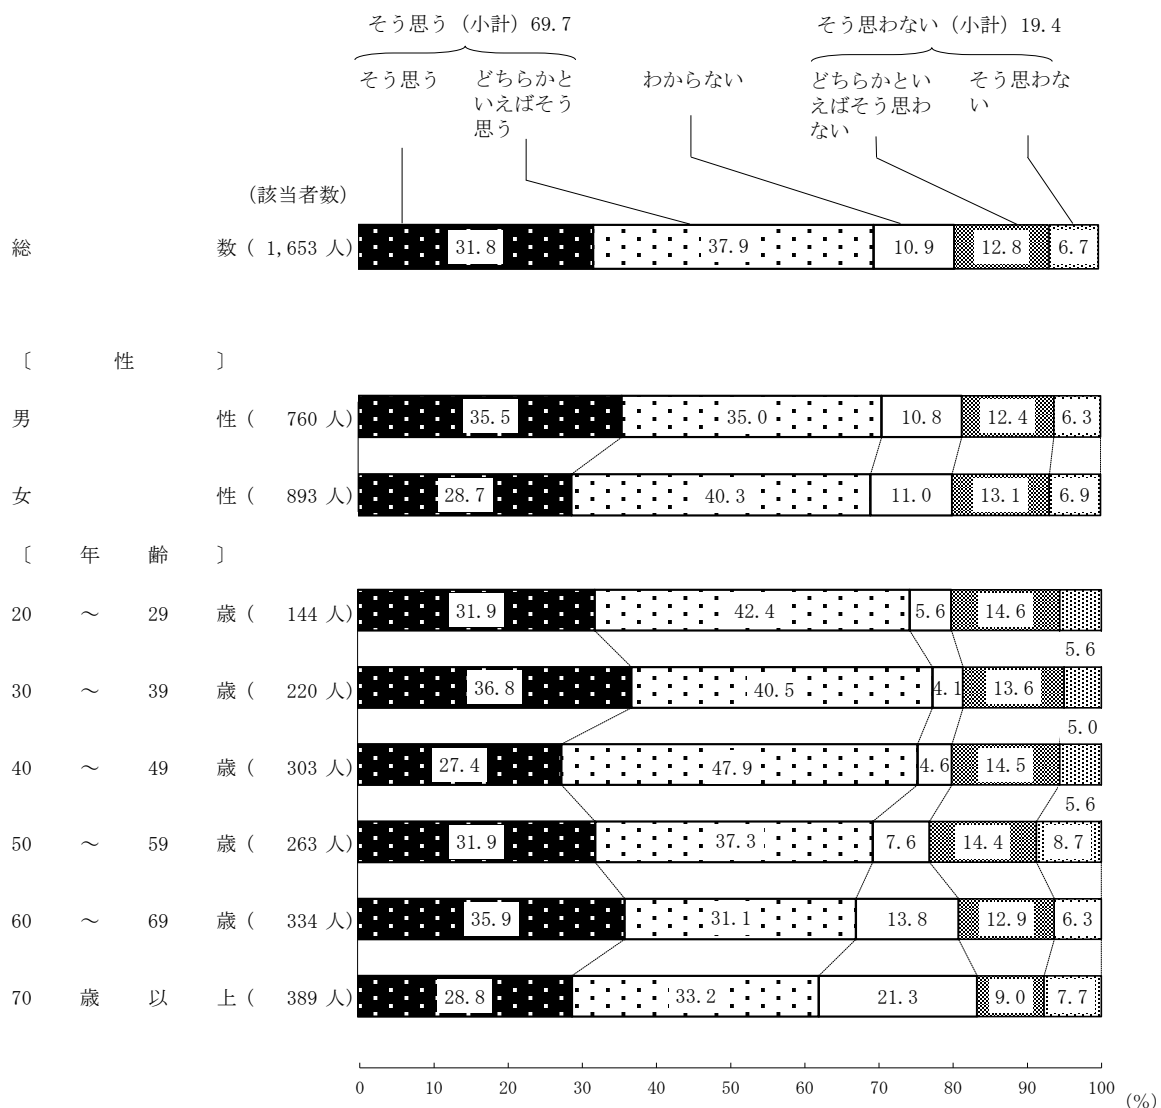 そう思う（小計）69.7 そう思わない（小計）19.4
そう思う どちらかと わからない どちらかとい そう思わな
いえばそう えばそう思わ い
思う ない
（該当者数）
総数（ 1,653 人） 31.8 37.9 10.9 12.8 6.7
〔 性 〕
男性（ 760 人） 35.5 35.0 10.8 12.4 6.3
女性（ 893 人） 28.7 40.3 11.0 13.1 6.9
〔 年齢 〕
20 ～ 29 歳（ 144 人） 31.9 42.4 5.6 14.6
5.6
30 ～ 39 歳（ 220 人） 36.8 40.5 4.1 13.6
5.0
40 ～ 49 歳（ 303 人） 27.4 47.9 4.6 14.5
5.6
50 ～ 59 歳（ 263 人） 31.9 37.3 7.6 14.4 8.7
60 ～ 69 歳（ 334 人） 35.9 31.1 13.8 12.9 6.3
70 歳以上（ 389 人） 28.8 33.2 21.3 9.0 7.7
0 10 20 30 40 50 60 70 80 90 100
(%)